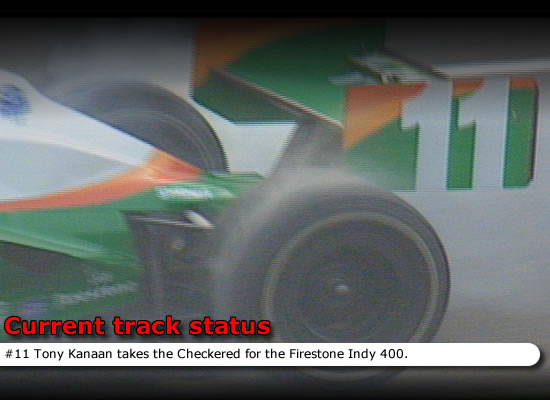 11
Current track status
#11 Tony Kanaan takes the Checkered for the Firestone Indy 400.